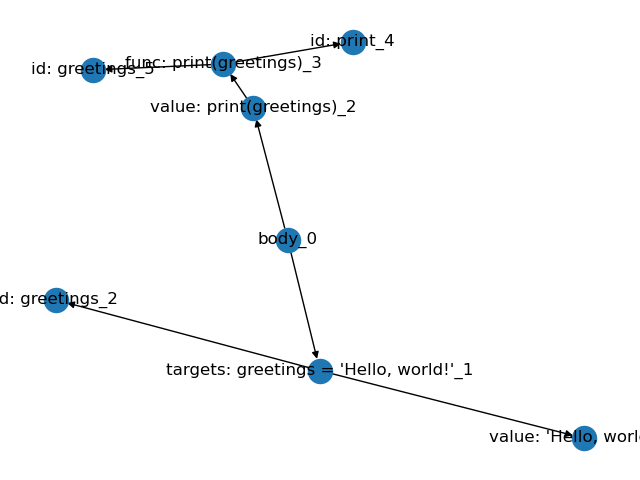 id: print_4
func: print(greetings)_3
id: greetings_5
value: print(greetings)_2
body_0
d: greetings_2
targets: greetings = 'Hello, world!'_1
value: 'Hello, worl